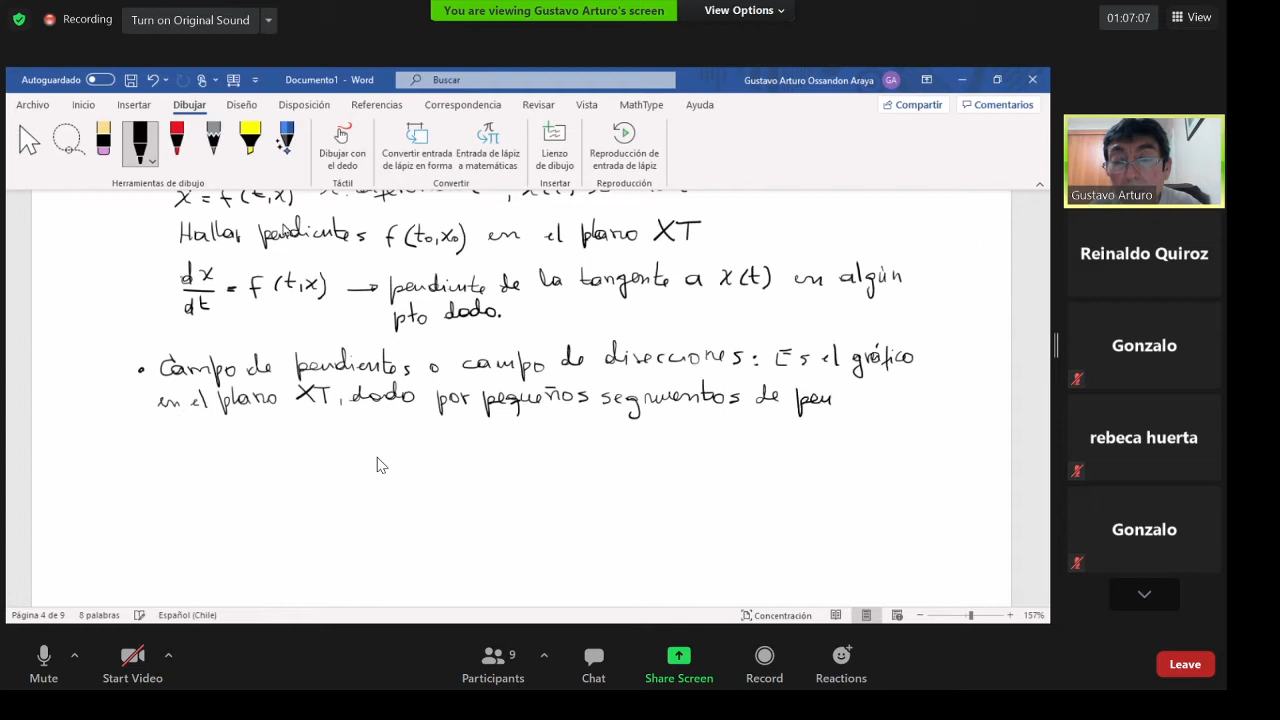 You are viewing Gustavo Arturo's screen
View Options
Recording
Turn on Original Sound
01:07:07
View
Autoguardado
Documento1 - Word
Buscar
Gustavo Arturo Ossandon Araya
GA
Archivo Inicio Insertar Dibujar Diseño Disposición Referencias Correspondencia Revisar Vista MathType Ayuda
Compartir
Comentarios
Dibujar con el dedo
Convertir entrada de lápiz en forma
Entrada de lápiz a matemáticas
Lienzo de dibujo
Reproducción de entrada de lápiz
Herramientas de dibujo
Táctil
Convertir
Insertar
Reproducción
x = f(t,x)
Hallar pendientes f(t₀,x₀) en el plano XT
dx/dt = f(t,x) → pendiente de la tangente a x(t) en algún
pto dado.
• Campo de pendientes o campo de direcciones: Es el gráfico
en el plano XT, dado por pequeños segmentos de pen
Página 4 de 9
8 palabras
Español (Chile)
Concentración
157%
Gustavo Arturo
Reinaldo Quiroz
Gonzalo
rebeca huerta
Gonzalo
Mute
Start Video
9
Participants
Chat
Share Screen
Record
Reactions
Leave